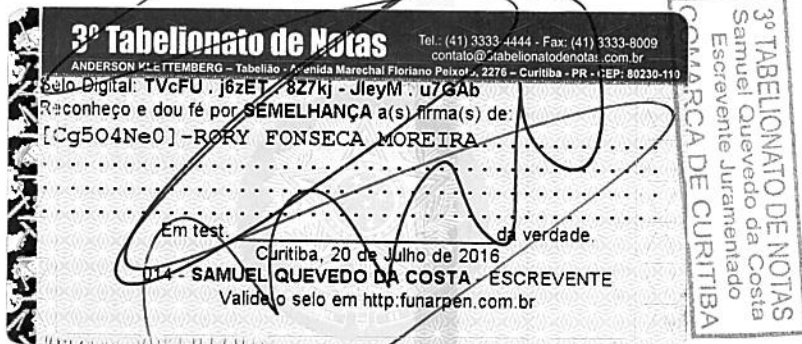 3º Tabelionato de Notas
Tel.: (41) 3333-4444 - Fax: (41) 3333-8009
contato@3tabelionatodenotas.com.br
ANDERSON KLETTEMBERG – Tabelião - Avenida Marechal Floriano Peixoto, 2276 – Curitiba - PR - CEP: 80230-110
Selo Digital: TVcFU . j6zET . 8Z7kj - JleyM . u7GAb
Reconheço e dou fé por SEMELHANÇA a(s) firma(s) de:
[Cg5O4Ne0]-RORY FONSECA MOREIRA
Em test. da verdade.
Curitiba, 20 de Julho de 2016
014 - SAMUEL QUEVEDO DA COSTA - ESCREVENTE
Valide o selo em http:funarpen.com.br
3º TABELIONATO DE NOTAS
Samuel Quevedo da Costa
Escrevente Juramentado
COMARCA DE CURITIBA